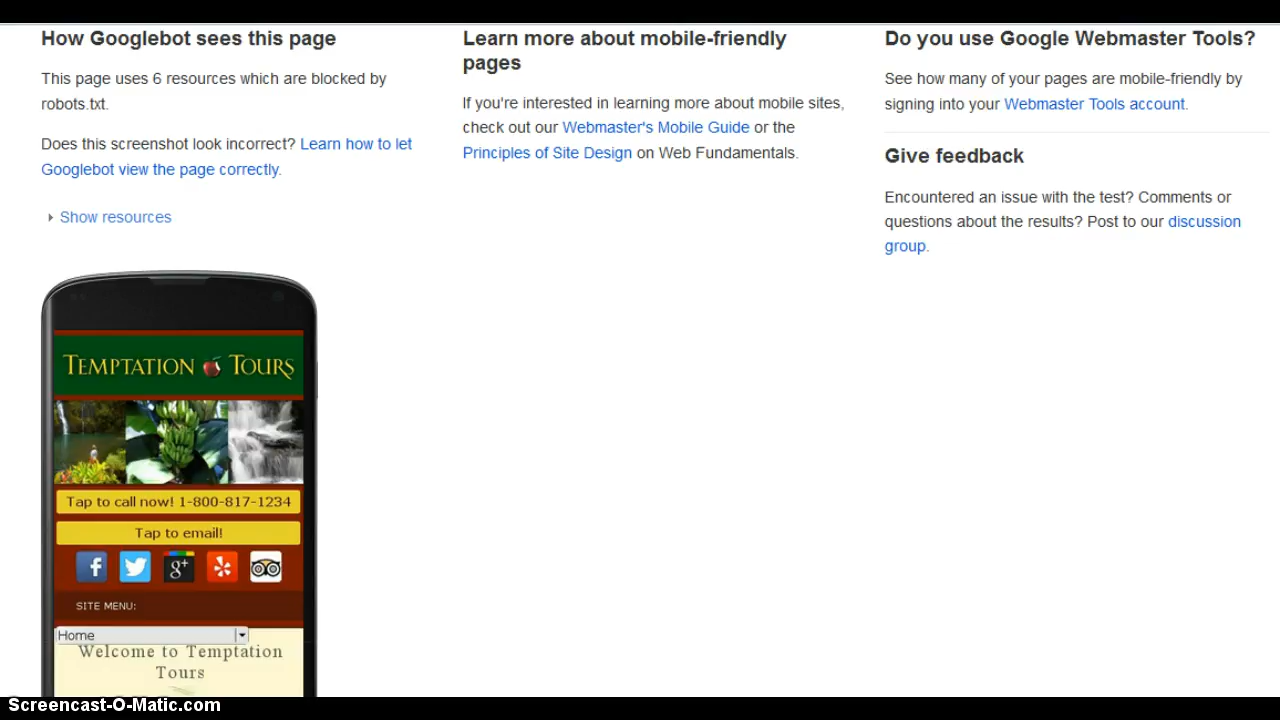 How Googlebot sees this page
This page uses 6 resources which are blocked by
robots.txt.
Does this screenshot look incorrect? Learn how to let
Googlebot view the page correctly.
Show resources
Learn more about mobile-friendly
pages
If you're interested in learning more about mobile sites,
check out our Webmaster's Mobile Guide or the
Principles of Site Design on Web Fundamentals.
Do you use Google Webmaster Tools?
See how many of your pages are mobile-friendly by
signing into your Webmaster Tools account.
Give feedback
Encountered an issue with the test? Comments or
questions about the results? Post to our discussion
group.
TEMPTATION TOURS
Tap to call now! 1-800-817-1234
Tap to email!
f
g+
SITE MENU:
Home
Welcome to Temptation
Tours
Screencast-O-Matic.com